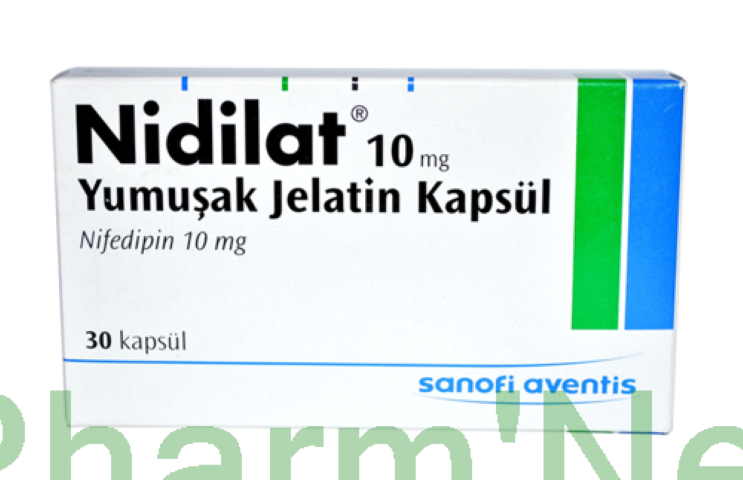 Nidilat® 10 mg
Yumuşak Jelatin Kapsül
Nifedipin 10 mg
30 kapsül
sanofi aventis
Pharm'Ne